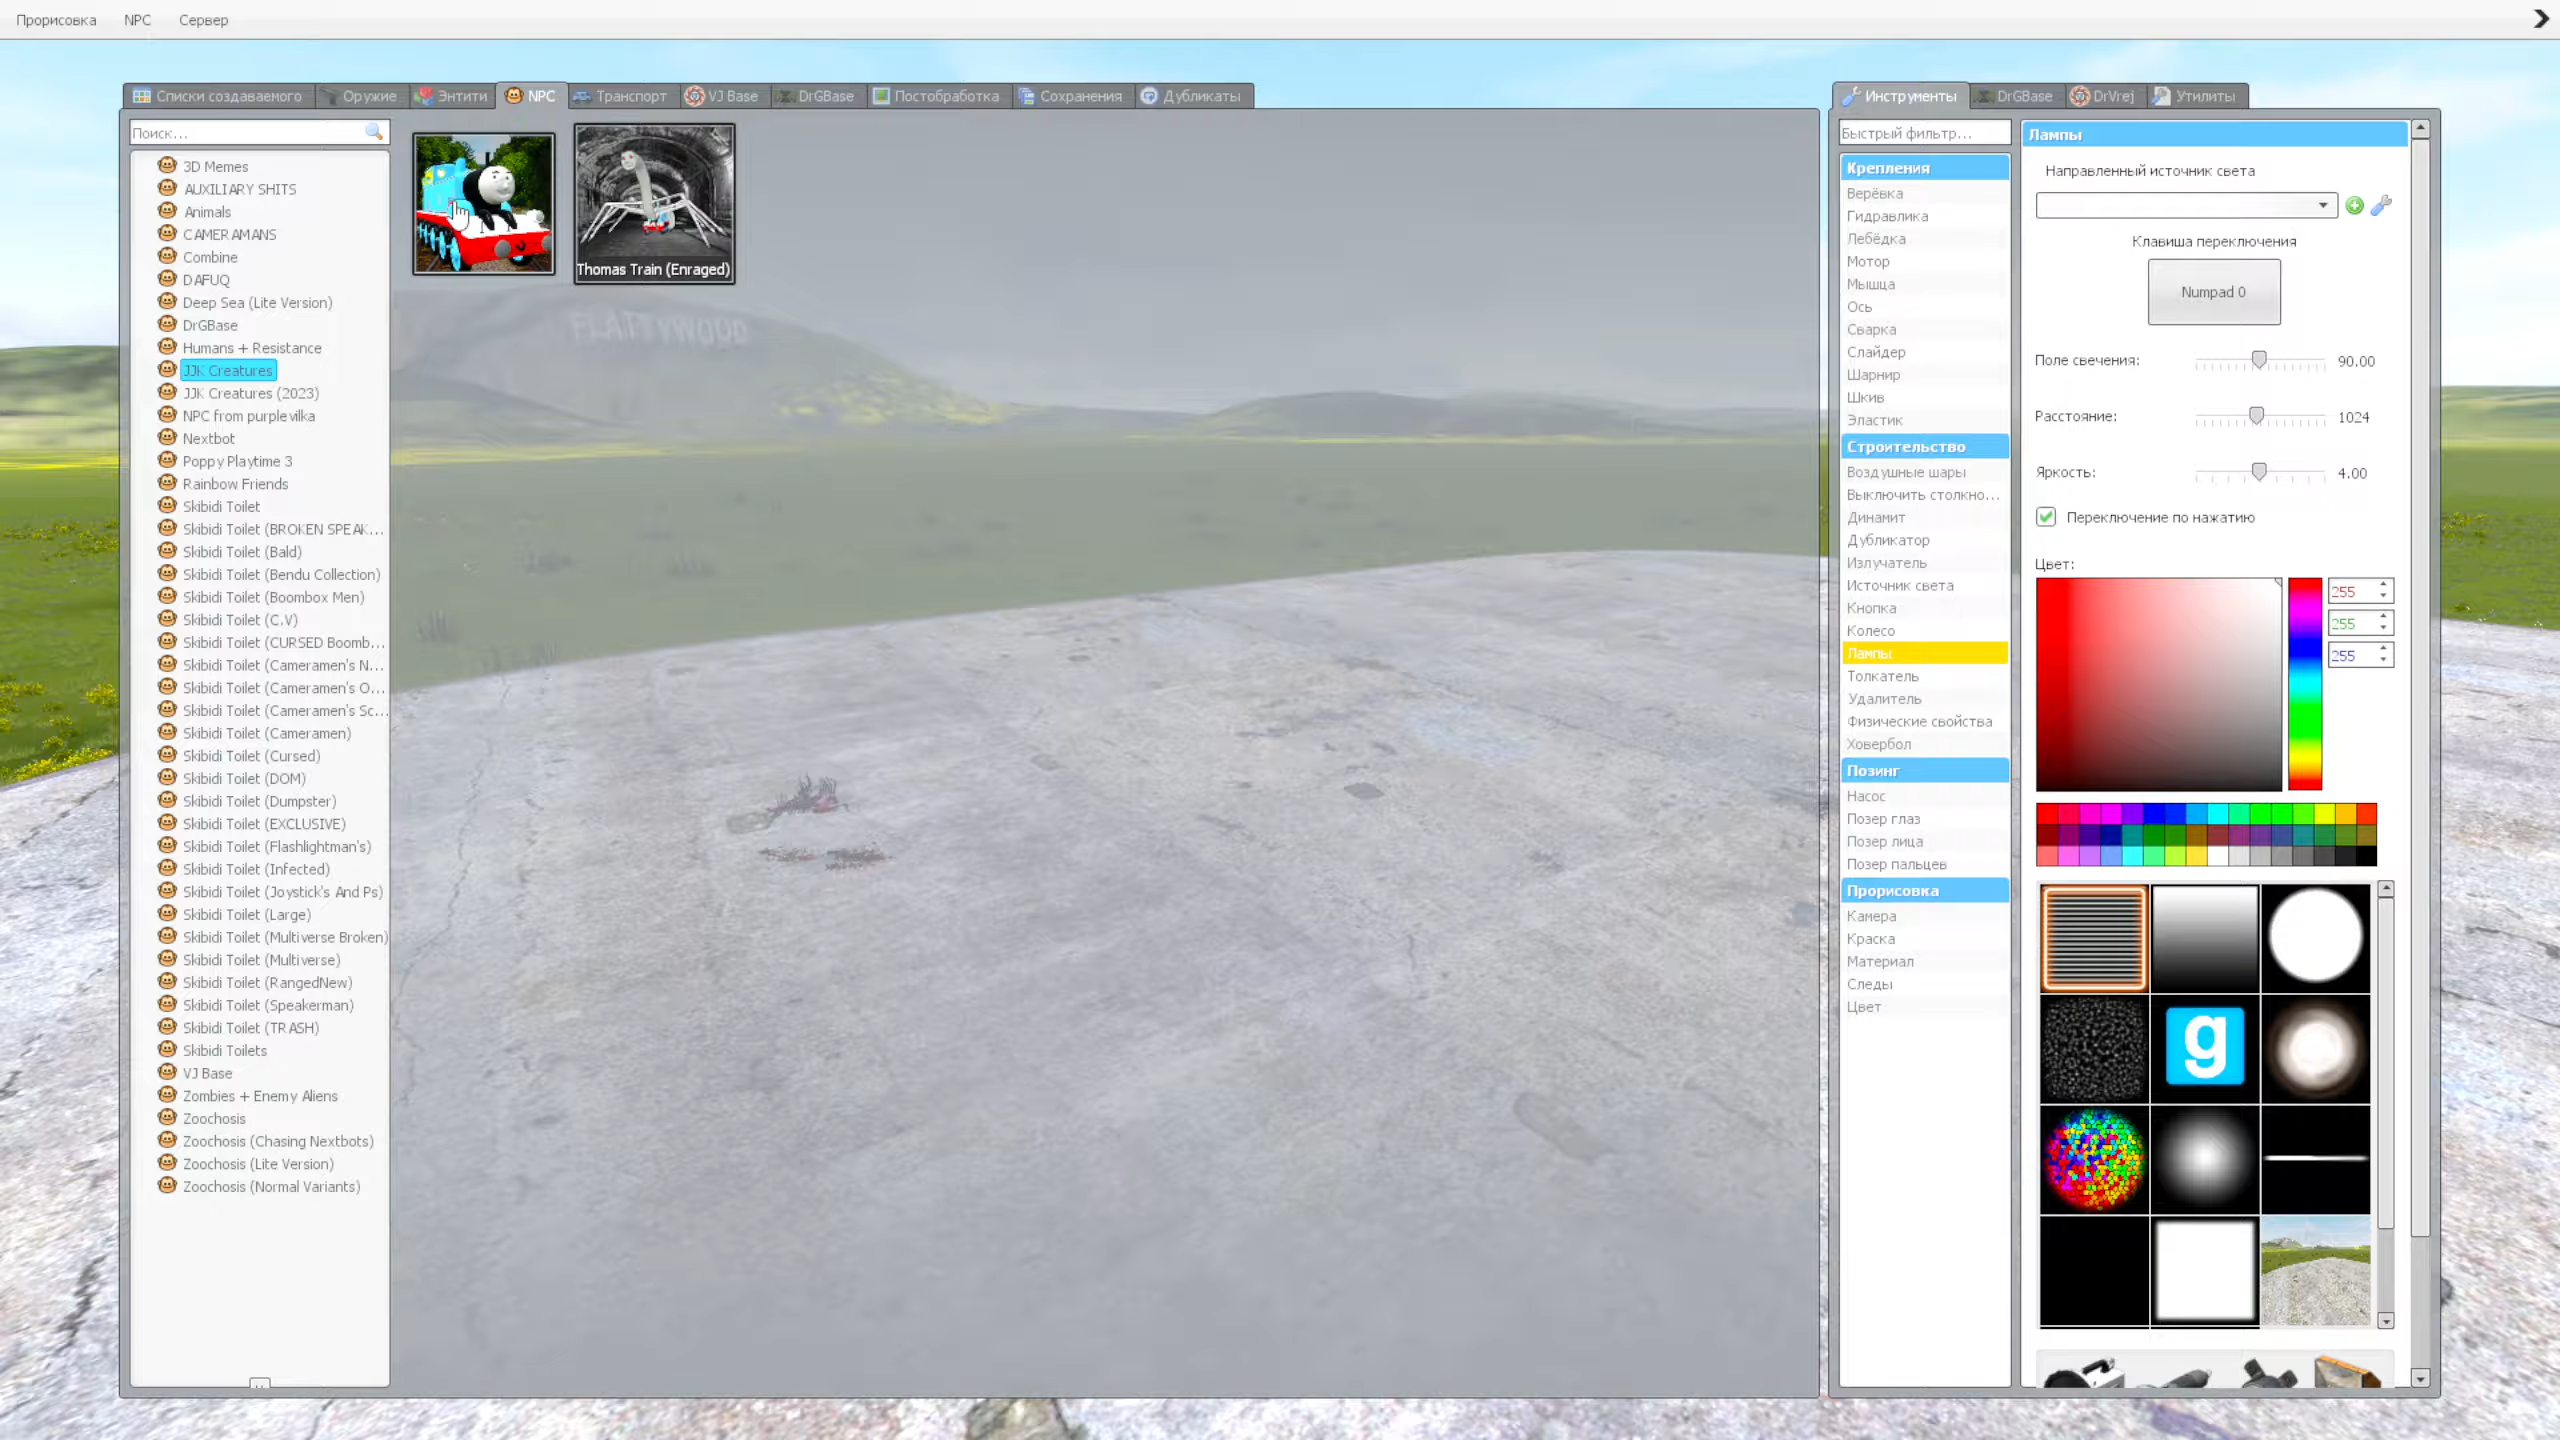 Прорисовка NPC Сервер
Списки создаваемого Оружие Энтити NPC Транспорт VJ Base DrGBase Постобработка Сохранения Дубликаты
Поиск...
3D Memes
AUXILIARY SHITS
Animals
CAMERAMANS
Combine
DAFUQ
Deep Sea (Lite Version)
DrGBase
Humans + Resistance
JJK Creatures
JJK Creatures (2023)
NPC from purplevilka
Nextbot
Poppy Playtime 3
Rainbow Friends
Skibidi Toilet
Skibidi Toilet (BROKEN SPEAK...
Skibidi Toilet (Bald)
Skibidi Toilet (Bendu Collection)
Skibidi Toilet (Boombox Men)
Skibidi Toilet (C.V)
Skibidi Toilet (CURSED Boomb...
Skibidi Toilet (Cameramen's N...
Skibidi Toilet (Cameramen's O...
Skibidi Toilet (Cameramen's Sc...
Skibidi Toilet (Cameramen)
Skibidi Toilet (Cursed)
Skibidi Toilet (DOM)
Skibidi Toilet (Dumpster)
Skibidi Toilet (EXCLUSIVE)
Skibidi Toilet (Flashlightman's)
Skibidi Toilet (Infected)
Skibidi Toilet (Joystick's And Ps)
Skibidi Toilet (Large)
Skibidi Toilet (Multiverse Broken)
Skibidi Toilet (Multiverse)
Skibidi Toilet (RangedNew)
Skibidi Toilet (Speakerman)
Skibidi Toilet (TRASH)
Skibidi Toilets
VJ Base
Zombies + Enemy Aliens
Zoochosis
Zoochosis (Chasing Nextbots)
Zoochosis (Lite Version)
Zoochosis (Normal Variants)
Thomas Train (Enraged)
FLATTYWOOD
Инструменты DrGBase DrVrej Утилиты
Быстрый фильтр...
Крепления
Верёвка
Гидравлика
Лебёдка
Мотор
Мышца
Ось
Сварка
Слайдер
Шарнир
Шкив
Эластик
Строительство
Воздушные шары
Выключить столкно...
Динамит
Дубликатор
Излучатель
Источник света
Кнопка
Колесо
Лампы
Толкатель
Удалитель
Физические свойства
Ховербол
Позинг
Насос
Позер глаз
Позер лица
Позер пальцев
Прорисовка
Камера
Краска
Материал
Следы
Цвет
Лампы
Направленный источник света
Клавиша переключения
Numpad 0
Поле свечения: 90.00
Расстояние: 1024
Яркость: 4.00
Переключение по нажатию
Цвет:
255
255
255
g